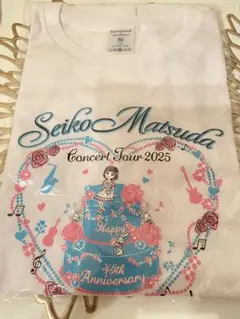 M
Seiko Matsuda
Concert Tour 2025
Happy
45th
Anniversary